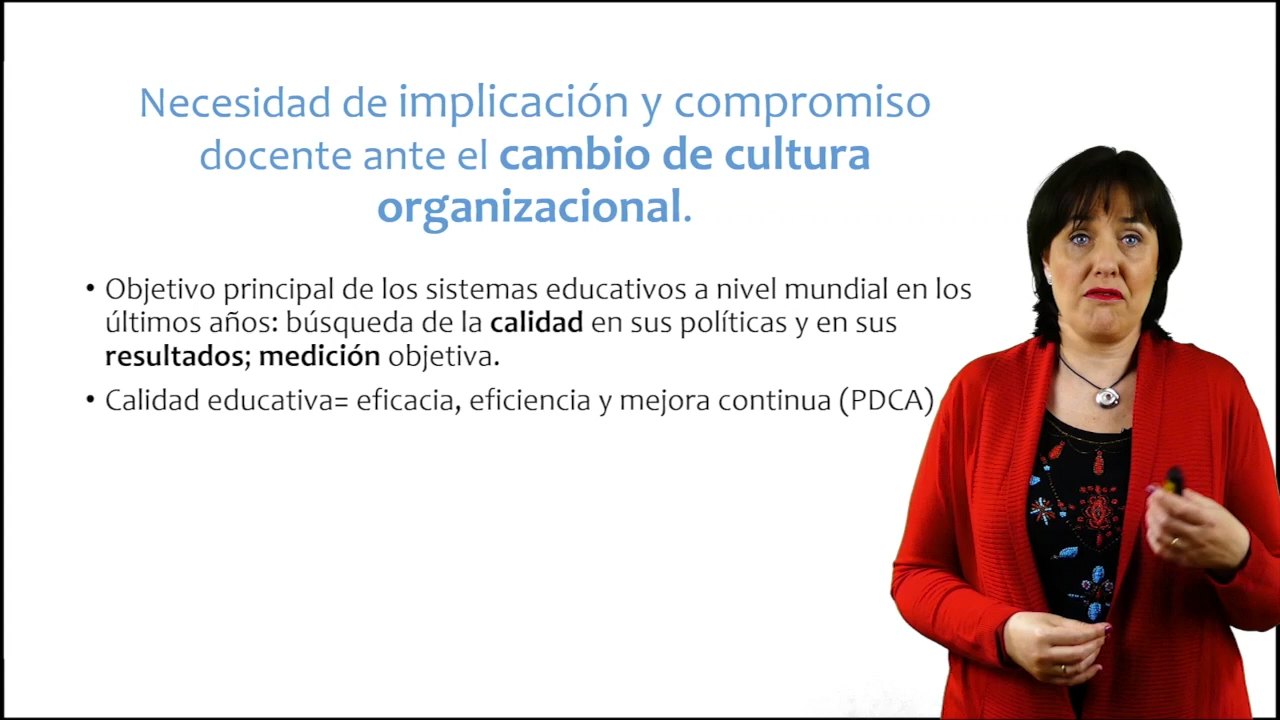 Necesidad de implicación y compromiso
docente ante el cambio de cultura
organizacional.
• Objetivo principal de los sistemas educativos a nivel mundial en los
últimos años: búsqueda de la calidad en sus políticas y en sus
resultados; medición objetiva.
• Calidad educativa= eficacia, eficiencia y mejora continua (PDCA)